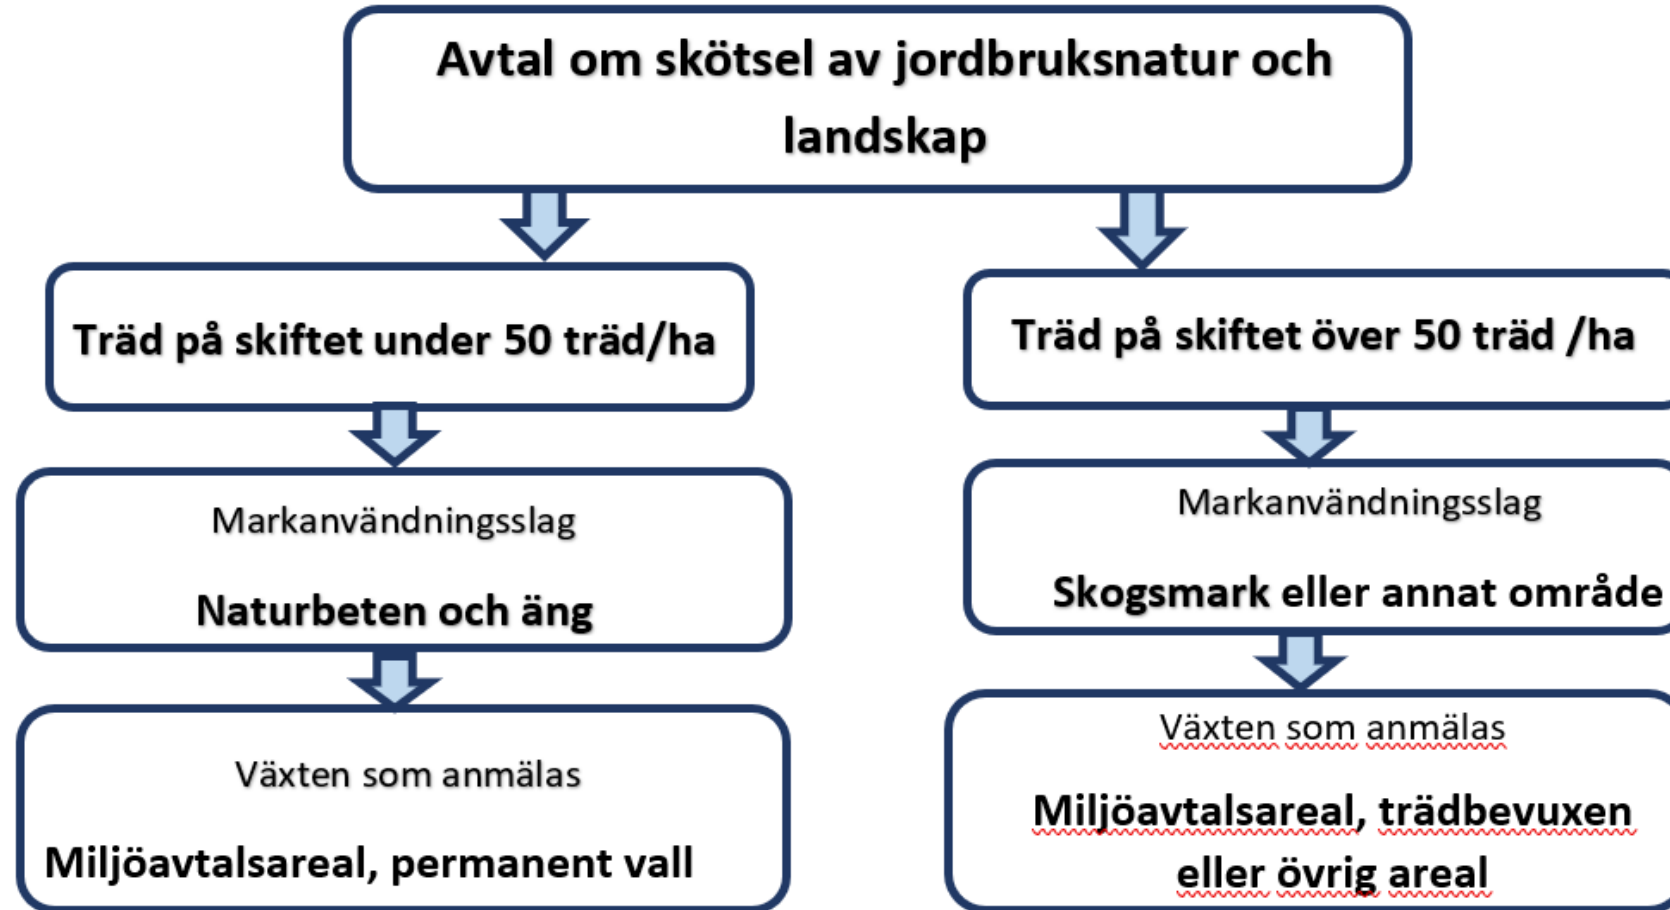 Avtal om skötsel av jordbruksnatur och
landskap
Träd på skiftet under 50 träd/ha
Träd på skiftet över 50 träd /ha
Markanvändningsslag
Naturbeten och äng
Markanvändningsslag
Skogsmark eller annat område
Växten som anmälas
Miljöavtalsareal, permanent vall
Växten som anmälas
Miljöavtalsareal, trädbevuxen
eller övrig areal